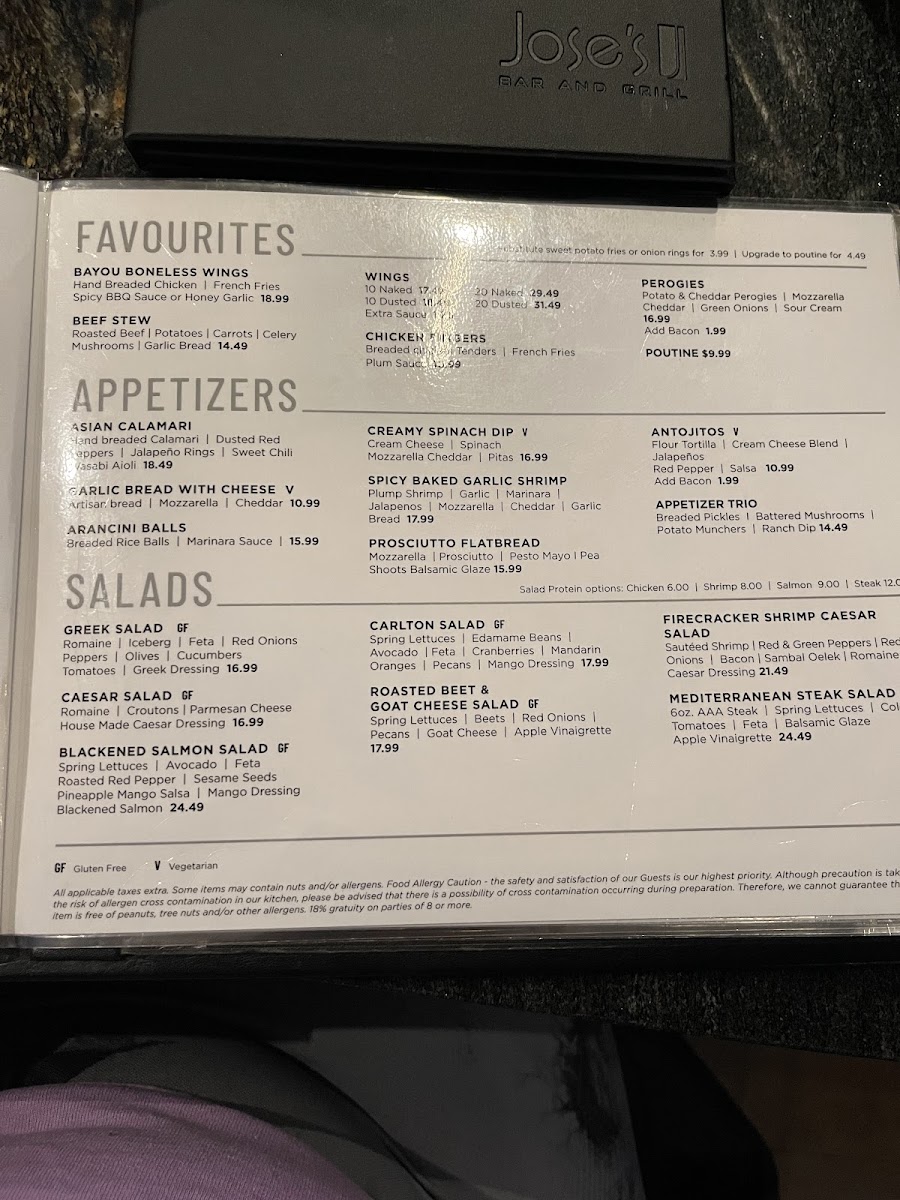 Jose's
BAR AND GRILL
FAVOURITES
sweet potato fries or onion rings for 3.99 | Upgrade to poutine for 4.49
BAYOU BONELESS WINGS
Hand Breaded Chicken | French Fries
Spicy BBQ Sauce or Honey Garlic 18.99
BEEF STEW
Roasted Beef | Potatoes | Carrots | Celery
Mushrooms | Garlic Bread 14.49
WINGS
10 Naked
20 Naked 29.49
10 Dusted
20 Dusted 31.49
Extra Sauce
CHICKEN
Breaded Tenders | French Fries
Plum Sauce
PEROGIES
Potato & Cheddar Perogies | Mozzarella
Cheddar | Green Onions | Sour Cream
16.99
Add Bacon 1.99
POUTINE $9.99
APPETIZERS
ASIAN CALAMARI
Hand breaded Calamari | Dusted Red
Peppers | Jalapeño Rings | Sweet Chili
Wasabi Aioli 18.49
GARLIC BREAD WITH CHEESE V
Artisan bread | Mozzarella | Cheddar 10.99
ARANCINI BALLS
Breaded Rice Balls | Marinara Sauce | 15.99
CREAMY SPINACH DIP V
Cream Cheese | Spinach
Mozzarella Cheddar | Pitas 16.99
SPICY BAKED GARLIC SHRIMP
Plump Shrimp | Garlic | Marinara |
Jalapenos | Mozzarella | Cheddar | Garlic
Bread 17.99
PROSCIUTTO FLATBREAD
Mozzarella | Prosciutto | Pesto Mayo I Pea
Shoots Balsamic Glaze 15.99
ANTOJITOS V
Flour Tortilla | Cream Cheese Blend |
Jalapeños
Red Pepper | Salsa 10.99
Add Bacon 1.99
APPETIZER TRIO
Breaded Pickles I Battered Mushrooms |
Potato Munchers | Ranch Dip 14.49
SALADS
Salad Protein options: Chicken 6.00 | Shrimp 8.00 | Salmon 9.00 | Steak
GREEK SALAD GF
Romaine | Iceberg | Feta | Red Onions
Peppers | Olives | Cucumbers
Tomatoes | Greek Dressing 16.99
CAESAR SALAD GF
Romaine | Croutons | Parmesan Cheese
House Made Caesar Dressing 16.99
BLACKENED SALMON SALAD GF
Spring Lettuces | Avocado | Feta
Roasted Red Pepper | Sesame Seeds
Pineapple Mango Salsa | Mango Dressing
Blackened Salmon 24.49
CARLTON SALAD GF
Spring Lettuces | Edamame Beans |
Avocado | Feta | Cranberries | Mandarin
Oranges | Pecans | Mango Dressing 17.99
ROASTED BEET &
GOAT CHEESE SALAD GF
Spring Lettuces | Beets | Red Onions |
Pecans | Goat Cheese | Apple Vinaigrette
17.99
FIRECRACKER SHRIMP CAESAR
SALAD
Sautéed Shrimp | Red & Green Peppers | Red
Onions | Bacon | Sambal Oelek | Romaine
Caesar Dressing 21.49
MEDITERRANEAN STEAK SALAD
6oz. AAA Steak | Spring Lettuces |
Tomatoes | Feta | Balsamic Glaze
Apple Vinaigrette 24.49
GF Gluten Free V Vegetarian
All applicable taxes extra. Some items may contain nuts and/or allergens. Food Allergy Caution - the safety and satisfaction of our Guests is our highest priority. Although precaution is
the risk of allergen cross contamination in our kitchen, please be advised that there is a possibility of cross contamination occurring during preparation. Therefore, we cannot guarantee
item is free of peanuts, tree nuts and/or other allergens. 18% gratuity on parties of 8 or more.